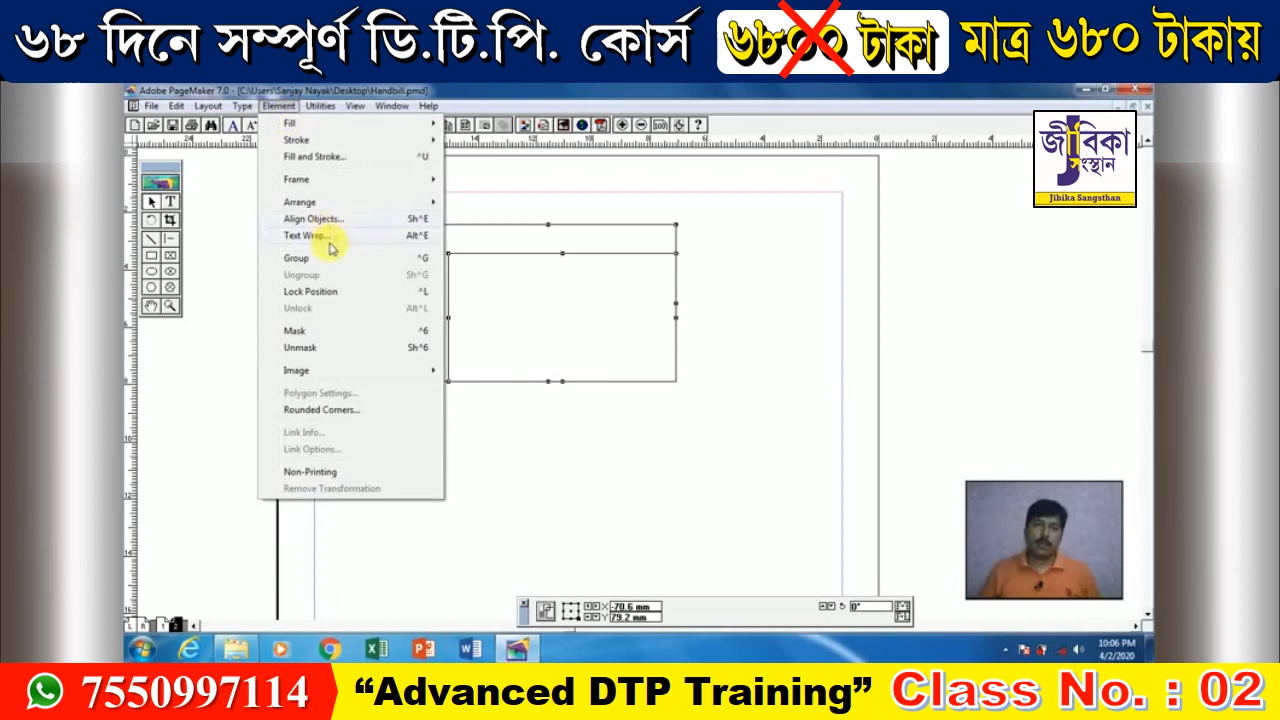 ৬৮ দিনে সম্পূর্ণ ডি.টি.পি. কোর্স ৬৮০০ টাকা মাত্র ৬৮০ টাকায়
Adobe PageMaker 7.0 - [C:\Users\Sanjay Nayak\Desktop\Handbill.pmd]
File Edit Layout Type Element Utilities View Window Help
জীবিকা
সংস্থান
Jibika Sangsthan
Fill
Stroke
Fill and Stroke... ^U
Frame
Arrange
Align Objects... Sh^E
Text Wrap... Alt^E
Group ^G
Ungroup Sh^G
Lock Position ^L
Unlock Alt^L
Mask ^6
Unmask Sh^6
Image
Polygon Settings...
Rounded Corners...
Link Info...
Link Options...
Non-Printing
Remove Transformation
X -70.6 mm
Y 79.2 mm
0°
10:06 PM
4/2/2020
7550997114 “Advanced DTP Training” Class No. : 02